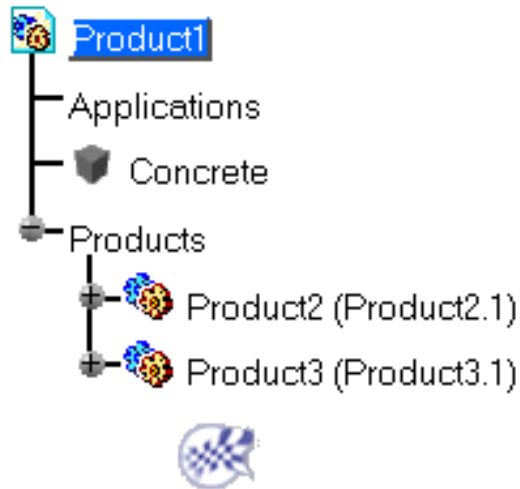 Product1
Applications
Concrete
Products
Product2 (Product2.1)
Product3 (Product3.1)